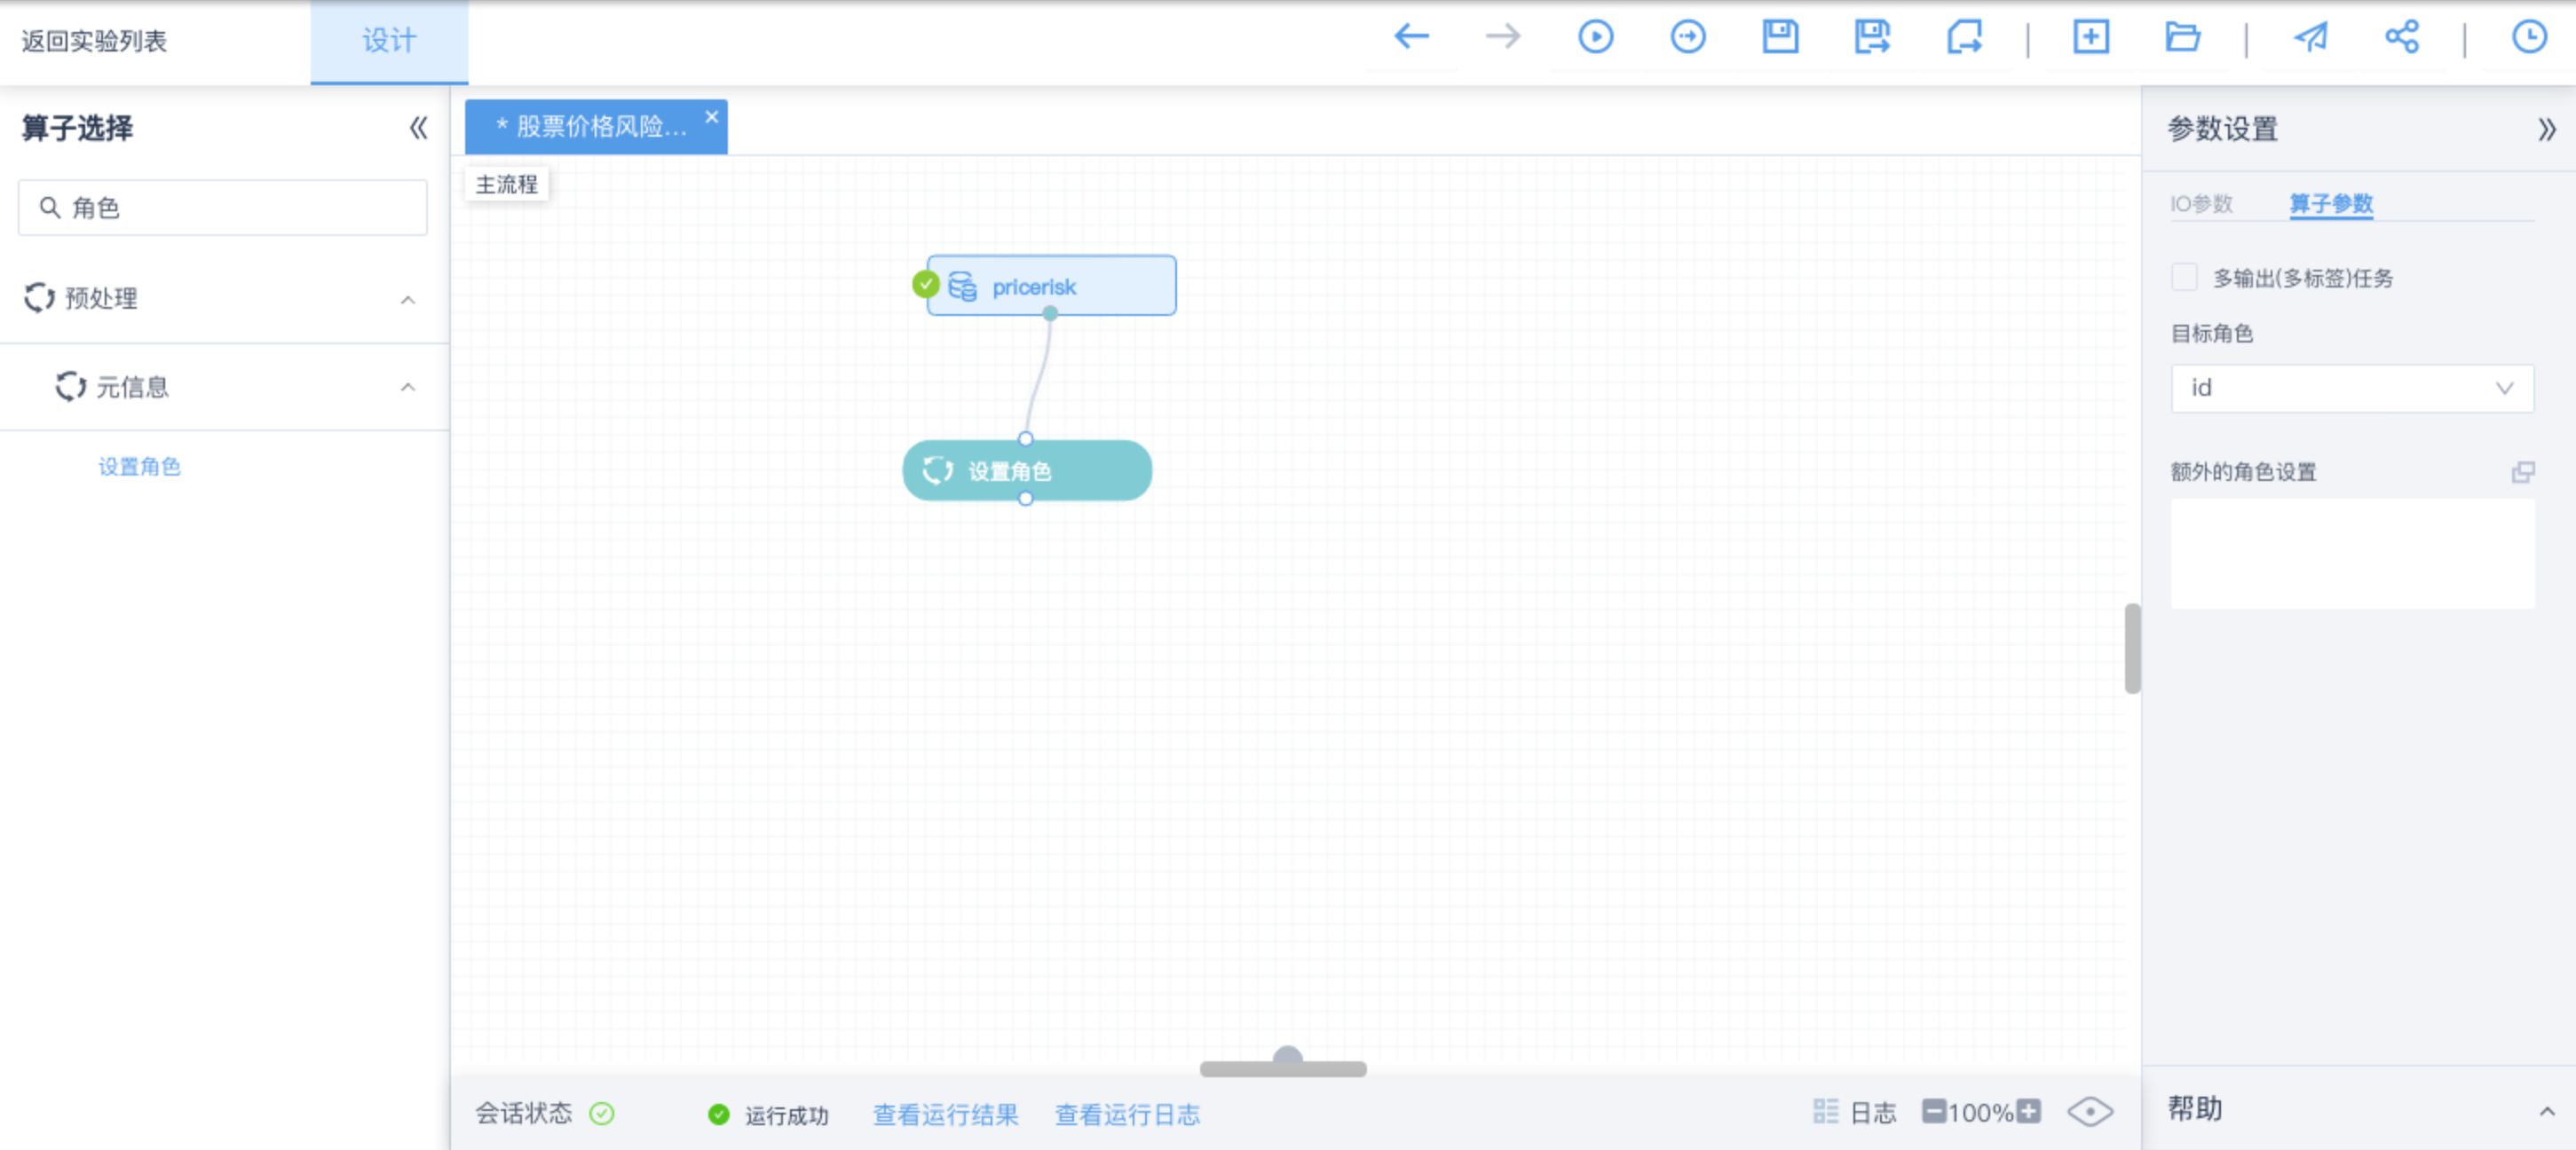 返回实验列表
设计
算子选择
角色
预处理
元信息
设置角色
* 股票价格风险...
主流程
pricerisk
设置角色
参数设置
IO参数
算子参数
多输出(多标签)任务
目标角色
id
额外的角色设置
会话状态
运行成功
查看运行结果
查看运行日志
日志
100%
帮助